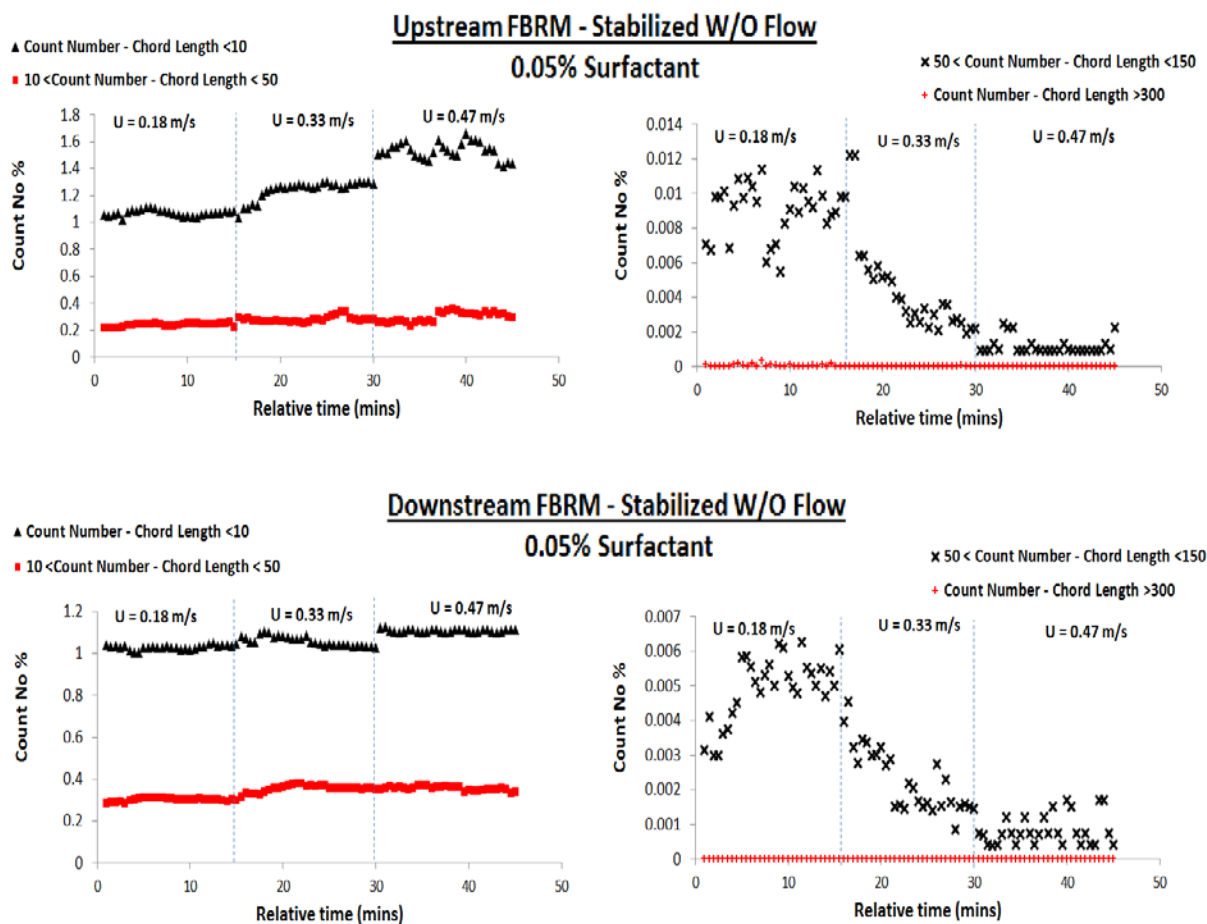 Upstream FBRM - Stabilized W/O Flow
0.05% Surfactant
Count Number - Chord Length <10
10 <Count Number - Chord Length < 50
Count No %
1.8
1.6
1.4
1.2
1
0.8
0.6
0.4
0.2
0
U = 0.18 m/s
U = 0.33 m/s
U = 0.47 m/s
0 10 20 30 40 50
Relative time (mins)
50 < Count Number - Chord Length <150
Count Number - Chord Length >300
Count No %
0.014
0.012
0.01
0.008
0.006
0.004
0.002
0
U = 0.18 m/s
U = 0.33 m/s
U = 0.47 m/s
0 10 20 30 40 50
Relative time (mins)
Downstream FBRM - Stabilized W/O Flow
0.05% Surfactant
Count Number - Chord Length <10
10 <Count Number - Chord Length < 50
Count No %
1.2
1
0.8
0.6
0.4
0.2
0
U = 0.18 m/s
U = 0.33 m/s
U = 0.47 m/s
0 10 20 30 40 50
Relative time (mins)
50 < Count Number - Chord Length <150
Count Number - Chord Length >300
Count No %
0.007
0.006
0.005
0.004
0.003
0.002
0.001
0
U = 0.18 m/s
U = 0.33 m/s
U = 0.47 m/s
0 10 20 30 40 50
Relative time (mins)